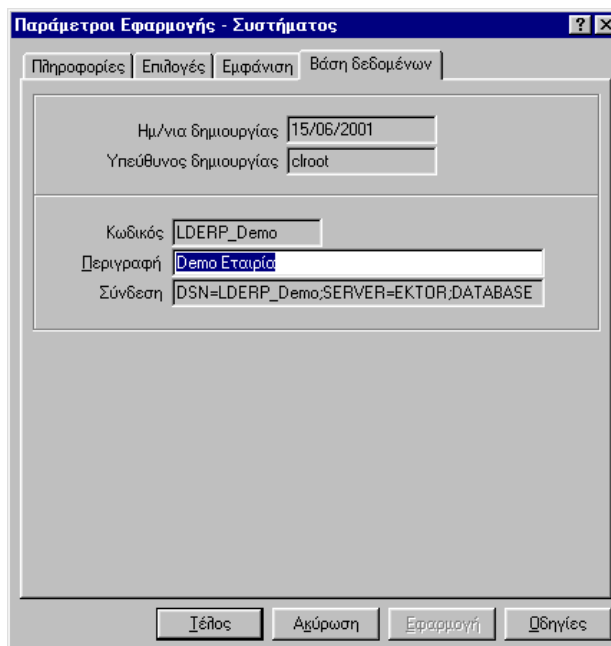 Παράμετροι Εφαρμογής - Συστήματος
Πληροφορίες Επιλογές Εμφάνιση Βάση δεδομένων
Ημ/νια δημιουργίας 15/06/2001
Υπεύθυνος δημιουργίας clroot
Κωδικός LDERP_Demo
Περιγραφή Demo Εταιρία
Σύνδεση DSN=LDERP_Demo;SERVER=EKTOR;DATABASE
Τέλος Ακύρωση Εφαρμογή Οδηγίες